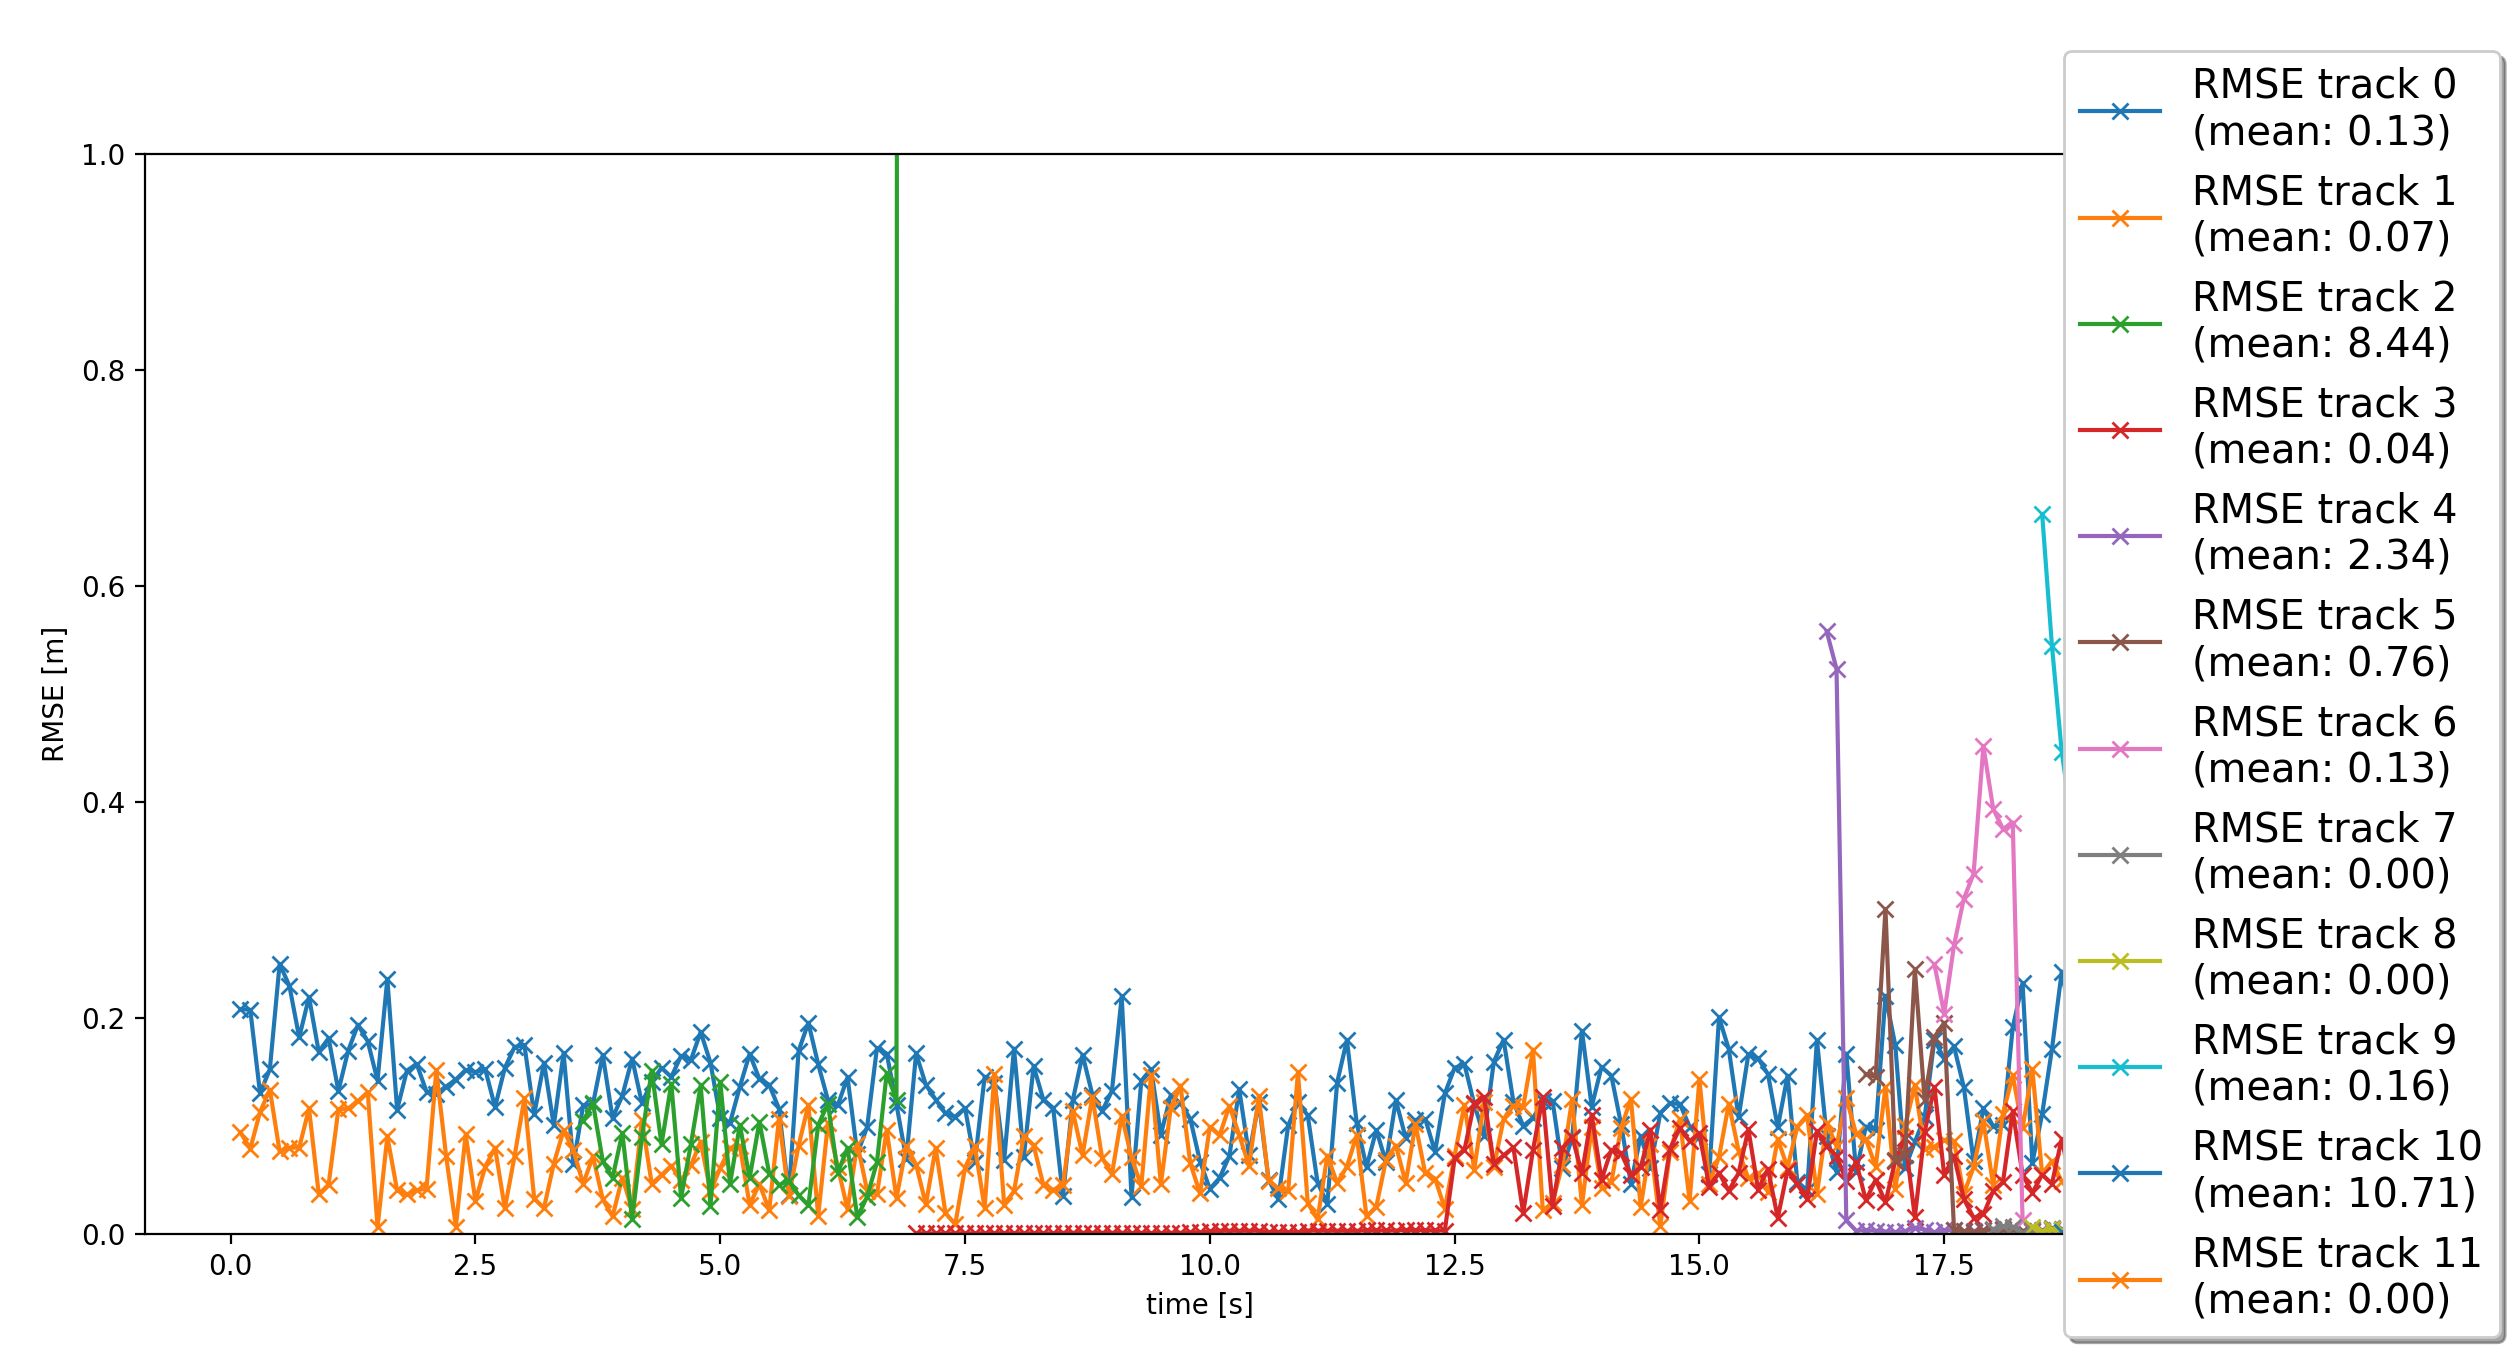 RMSE track 0
(mean: 0.13)
RMSE track 1
(mean: 0.07)
RMSE track 2
(mean: 8.44)
RMSE track 3
(mean: 0.04)
RMSE track 4
(mean: 2.34)
RMSE track 5
(mean: 0.76)
RMSE track 6
(mean: 0.13)
RMSE track 7
(mean: 0.00)
RMSE track 8
(mean: 0.00)
RMSE track 9
(mean: 0.16)
RMSE track 10
(mean: 10.71)
RMSE track 11
(mean: 0.00)
1.0
0.8
0.6
0.4
0.2
0.0
RMSE [m]
0.0 2.5 5.0 7.5 10.0 12.5 15.0 17.5
time [s]